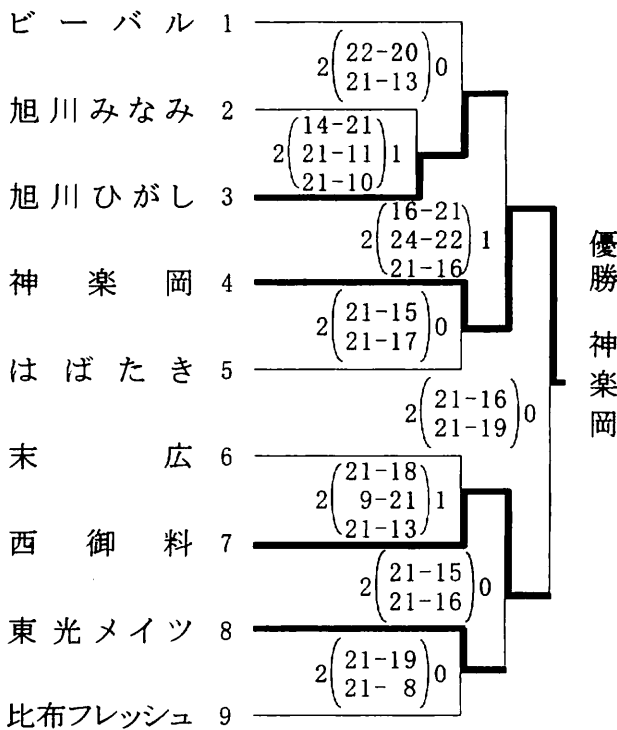 ビーバル 1
2(22-20 21-13)0
旭川みなみ 2
2(14-21 21-11 21-10)1
旭川ひがし 3
2(16-21 24-22 21-16)1
神楽岡 4
2(21-15 21-17)0
はばたき 5
2(21-16 21-19)0
優勝 神楽岡
末広 6
2(21-18 9-21 21-13)1
西御料 7
2(21-15 21-16)0
東光メイツ 8
2(21-19 21- 8)0
比布フレッシュ 9